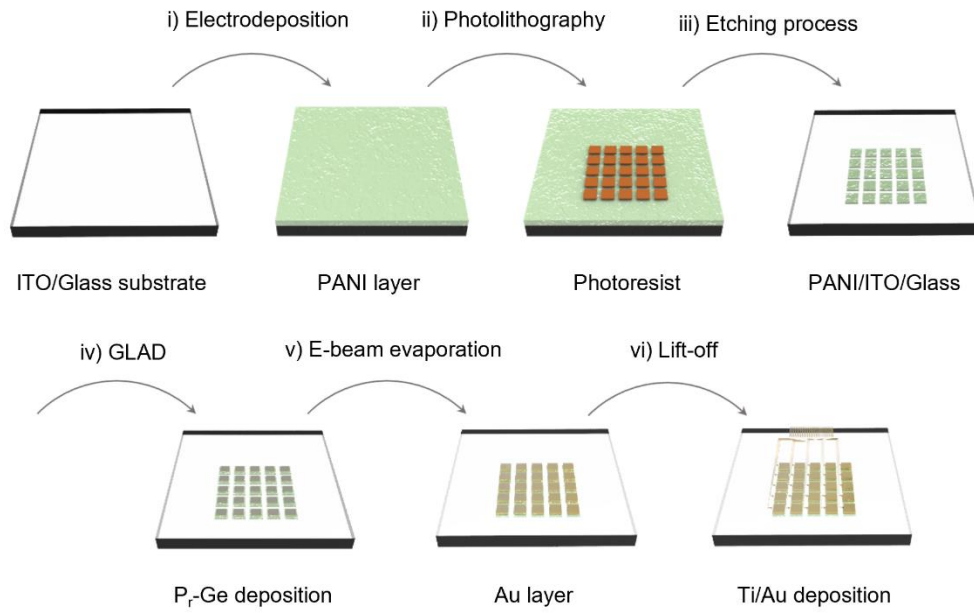 i) Electrodeposition
ii) Photolithography
iii) Etching process
ITO/Glass substrate
PANI layer
Photoresist
PANI/ITO/Glass
iv) GLAD
v) E-beam evaporation
vi) Lift-off
Pr-Ge deposition
Au layer
Ti/Au deposition